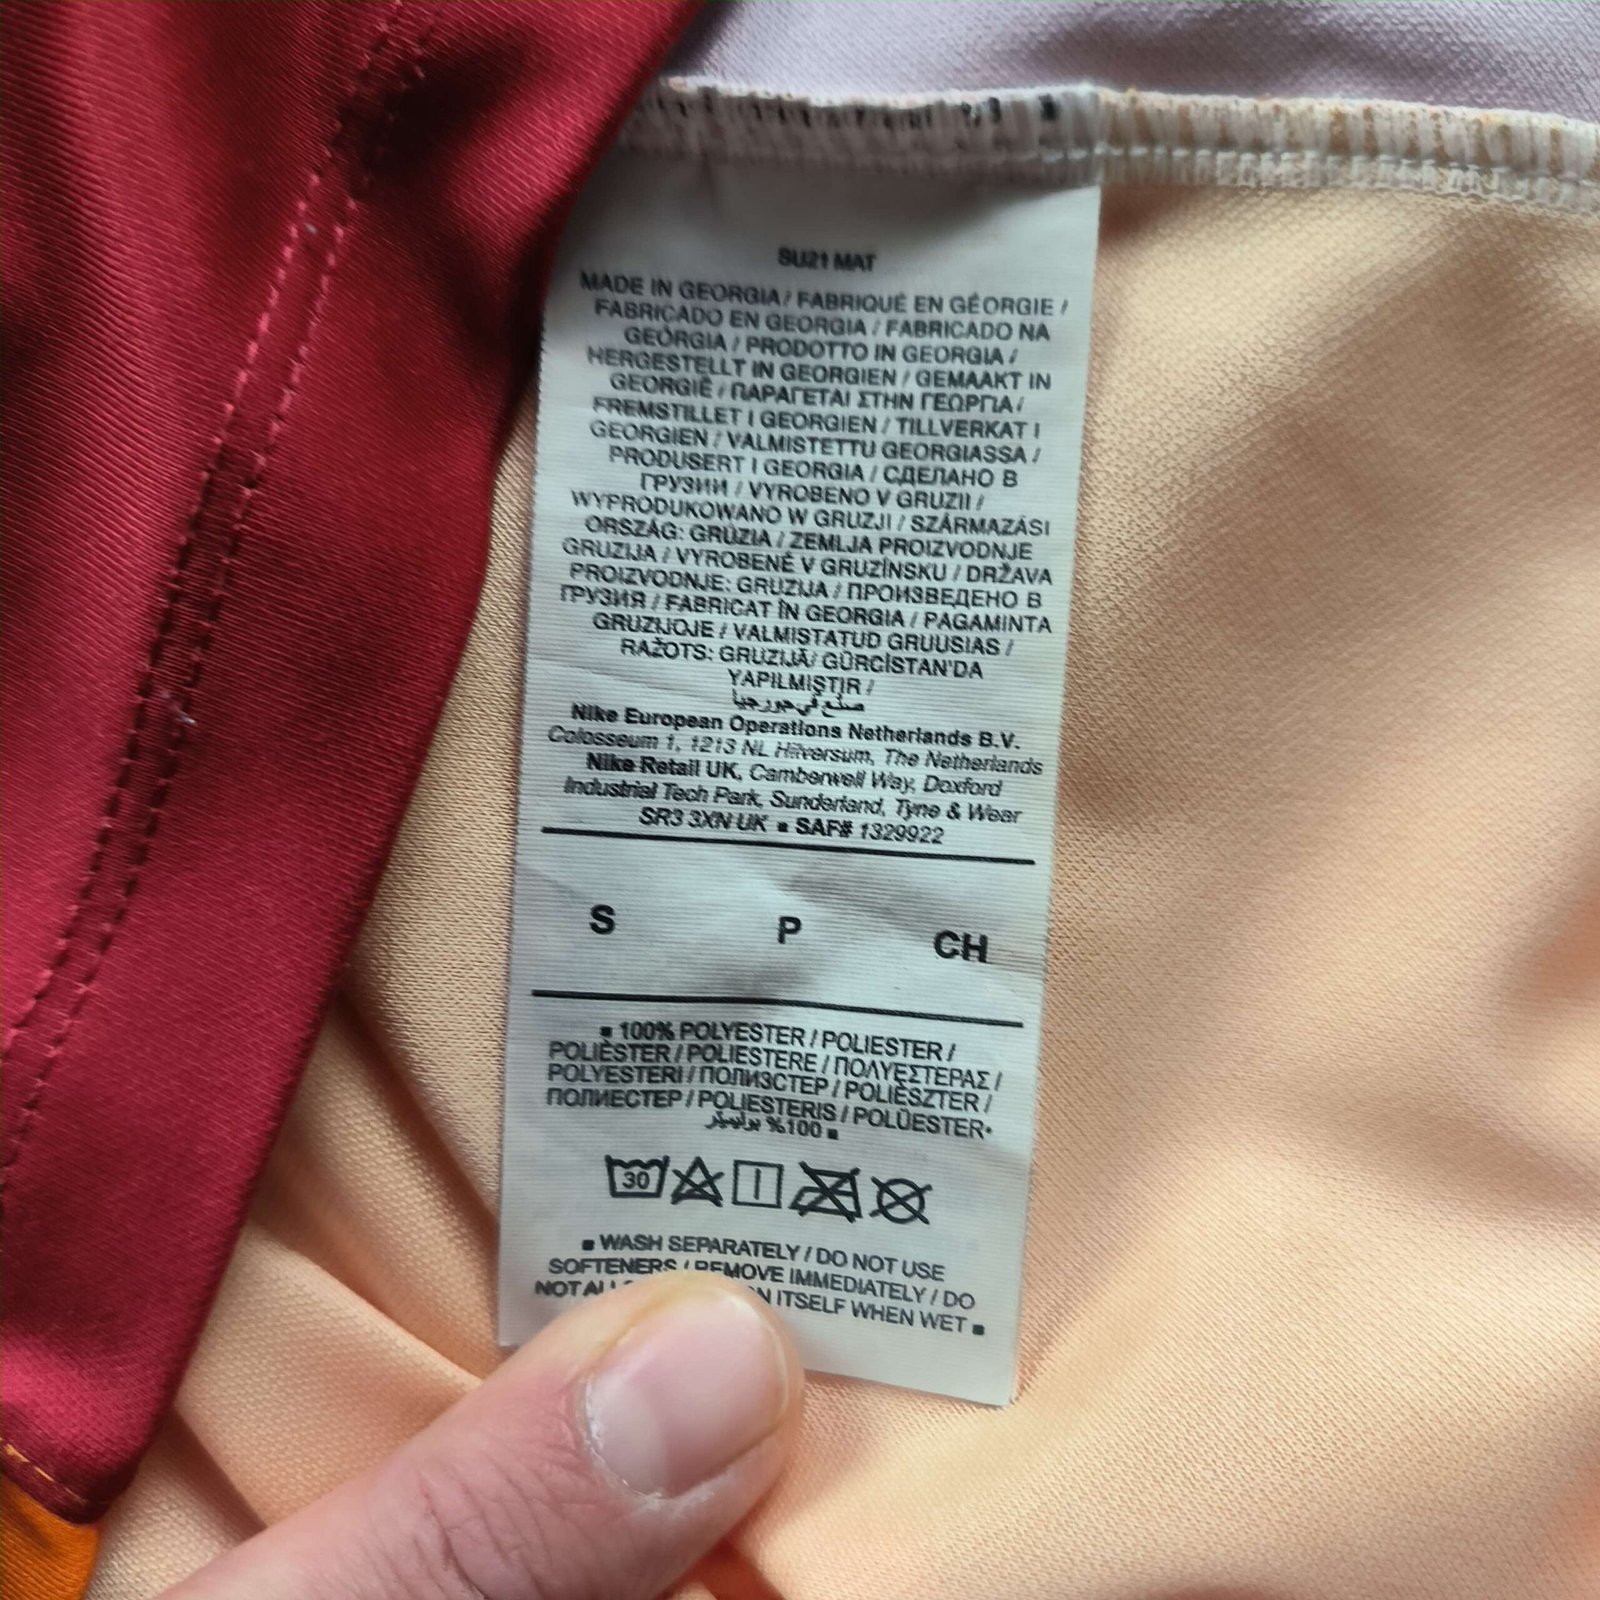 SU21 MAT
MADE IN GEORGIA / FABRIQUÉ EN GÉORGIE /
FABRICADO EN GEORGIA / FABRICADO NA
GEÓRGIA / PRODOTTO IN GEORGIA /
HERGESTELLT IN GEORGIEN / GEMAAKT IN
GEORGIË / ΠΑΡΑΓΕΤΑΙ ΣΤΗΝ ΓΕΩΡΓΙΑ /
FREMSTILLET I GEORGIEN / TILLVERKAT I
GEORGIEN / VALMISTETTU GEORGIASSA /
PRODUSERT I GEORGIA / СДЕЛАНО В
ГРУЗИИ / VYROBENO V GRUZII /
WYPRODUKOWANO W GRUZJI / SZÁRMAZÁSI
ORSZÁG: GRÚZIA / ZEMLJA PROIZVODNJE
GRUZIJA / VYROBENÉ V GRUZÍNSKU / DRŽAVA
PROIZVODNJE: GRUZIJA / ПРОИЗВЕДЕНО В
ГРУЗИЯ / FABRICAT ÎN GEORGIA / PAGAMINTA
GRUZIJOJE / VALMISTATUD GRUUSIAS /
RAŽOTS: GRUZIJĀ/ GÜRCİSTAN'DA
YAPILMIŞTIR /
صنع في جورجيا
Nike European Operations Netherlands B.V.
Colosseum 1, 1213 NL Hilversum, The Netherlands
Nike Retail UK, Camberwell Way, Doxford
Industrial Tech Park, Sunderland, Tyne & Wear
SR3 3XN UK ■ SAF# 1329922
S P CH
■ 100% POLYESTER / POLIESTER /
POLIÉSTER / POLIESTERE / ΠΟΛΥΕΣΤΕΡΑΣ /
POLYESTERI / ПОЛИЭСТЕР / POLIÉSZTER /
ПОЛИЕСТЕР / POLIESTERIS / POLÜESTER•
%100 بوليستر ■
30
■ WASH SEPARATELY / DO NOT USE
SOFTENERS / REMOVE IMMEDIATELY / DO
NOT ITSELF WHEN WET ■